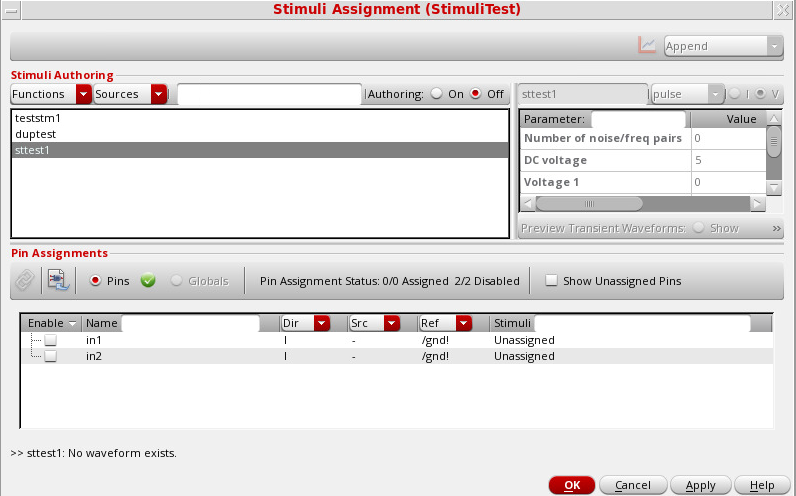 Stimuli Assignment (StimuliTest)
Append
Stimuli Authoring
Functions Sources Authoring: On Off
sttest1 pulse I V
teststm1
duptest
sttest1
Parameter: Value
Number of noise/freq pairs 0
DC voltage 5
Voltage 1 0
Preview Transient Waveforms: Show >>
Pin Assignments
Pins Globals Pin Assignment Status: 0/0 Assigned 2/2 Disabled Show Unassigned Pins
Enable Name Dir Src Ref Stimuli
in1 I - /gnd! Unassigned
in2 I - /gnd! Unassigned
>> sttest1: No waveform exists.
OK Cancel Apply Help